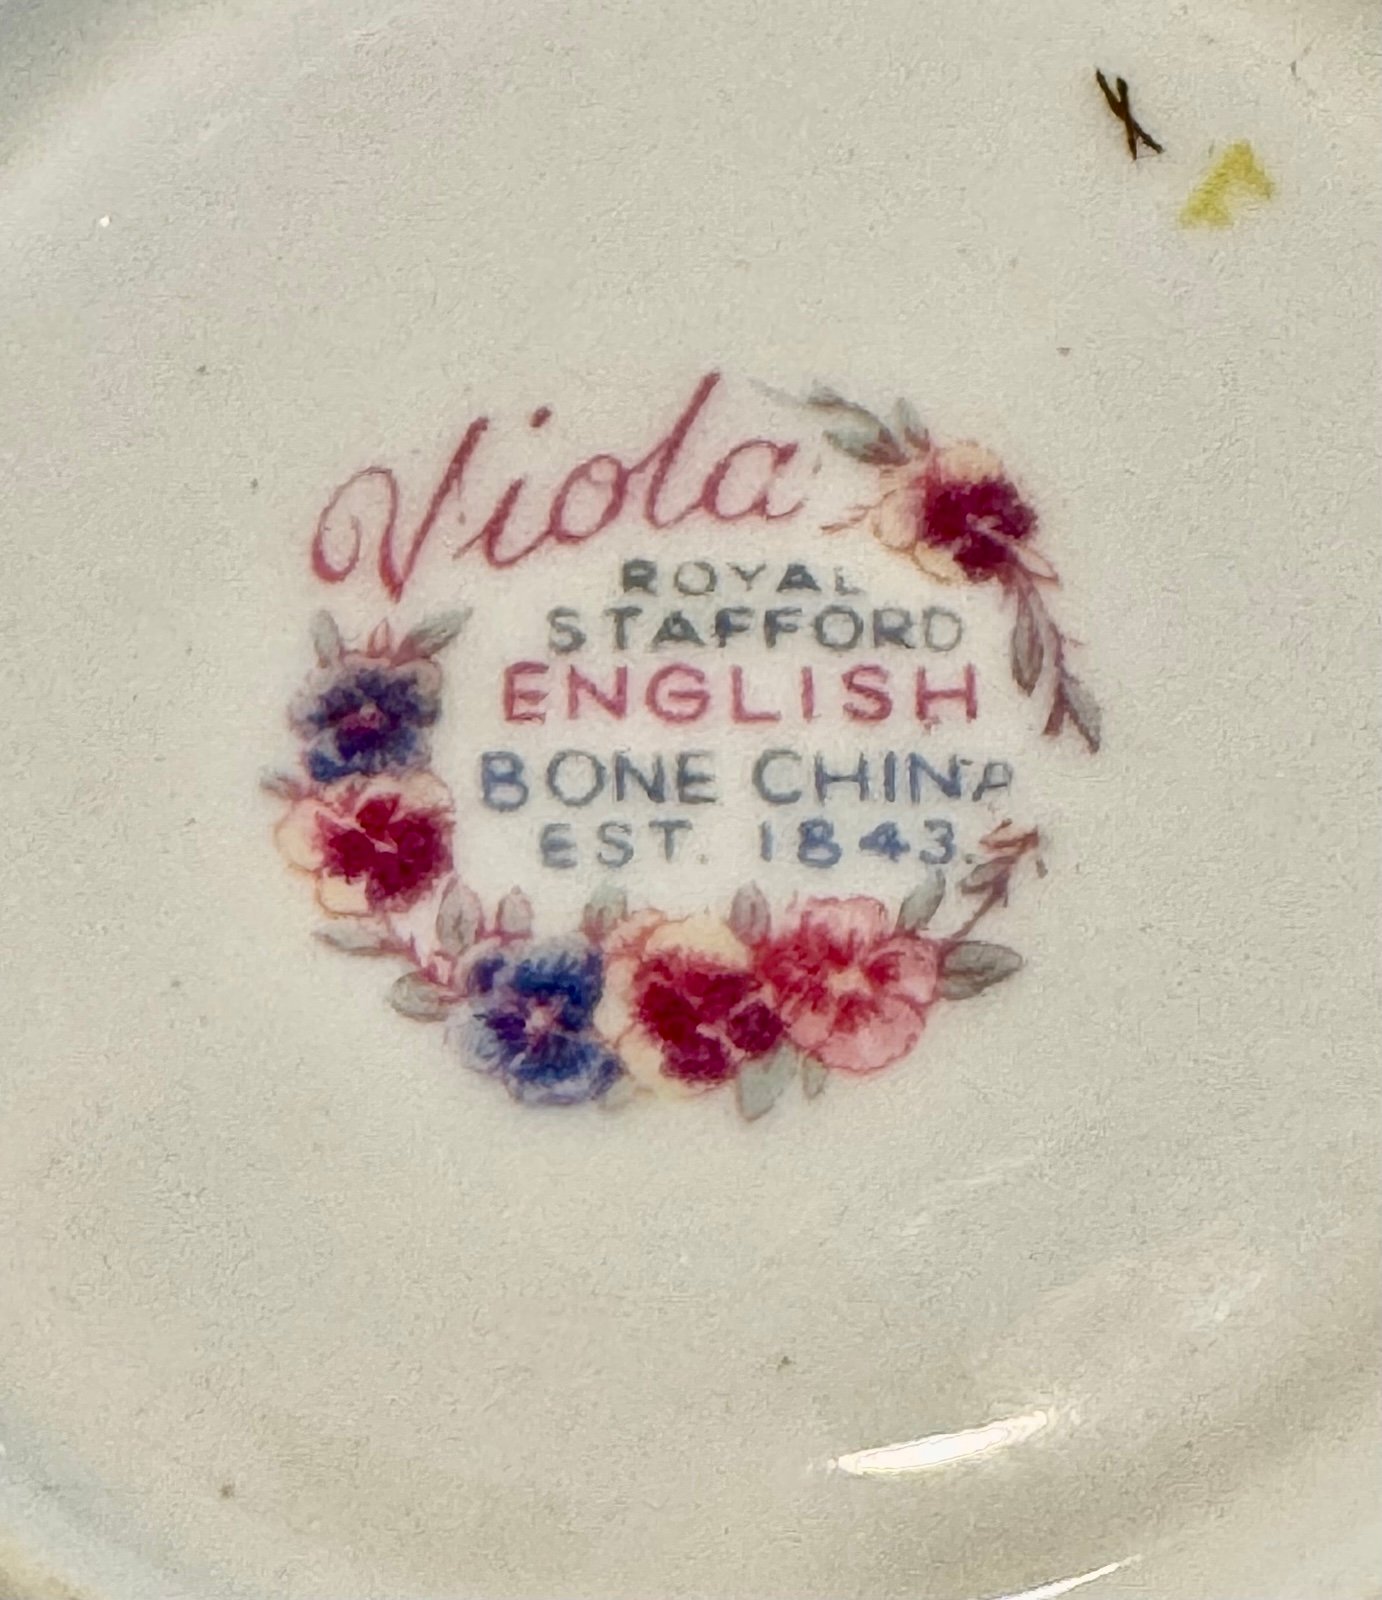 Viola
ROYAL
STAFFORD
ENGLISH
BONE CHINA
EST. 1843.